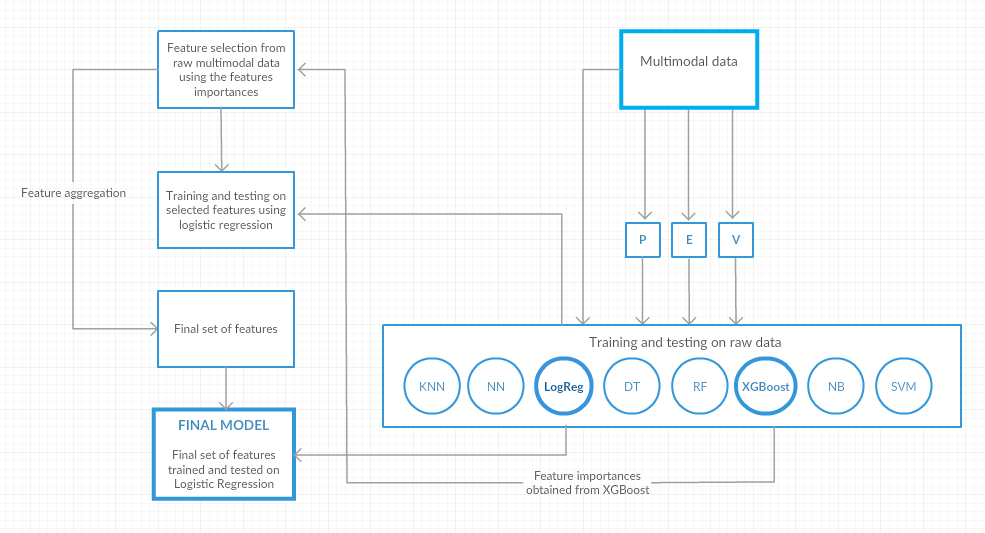 Feature selection from
raw multimodal data
using the features
importances
Multimodal data
Feature aggregation
Training and testing on
selected features using
logistic regression
P
E
V
Final set of features
Training and testing on raw data
KNN
NN
LogReg
DT
RF
XGBoost
NB
SVM
FINAL MODEL
Final set of features
trained and tested on
Logistic Regression
Feature importances
obtained from XGBoost